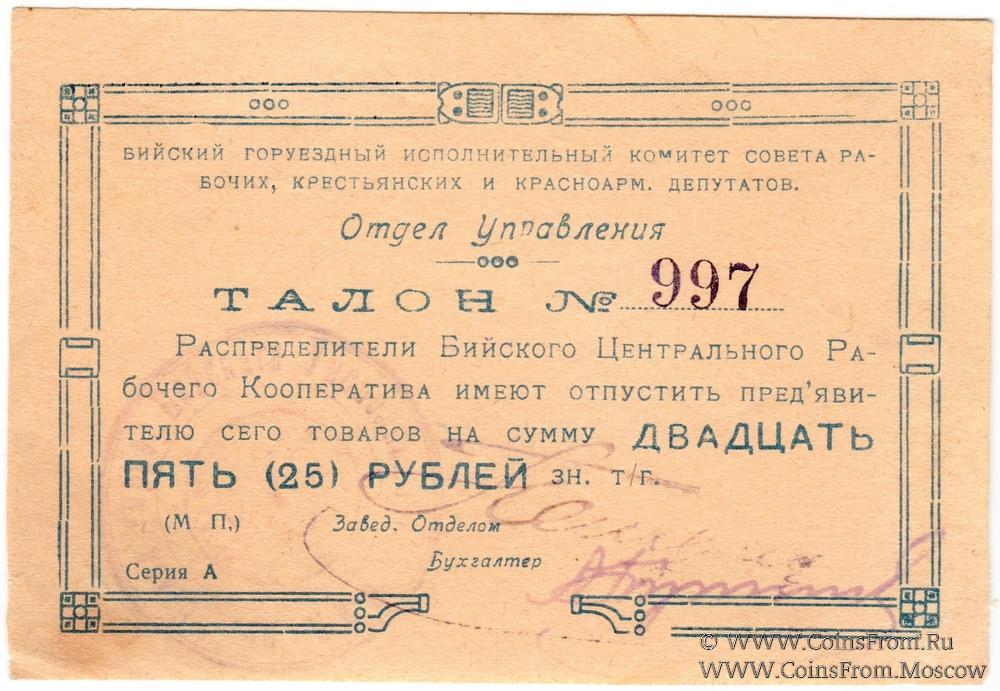 БИЙСКИЙ ГОРУЕЗДНЫЙ ИСПОЛНИТЕЛЬНЫЙ КОМИТЕТ СОВЕТА РА-
БОЧИХ, КРЕСТЬЯНСКИХ И КРАСНОАРМ. ДЕПУТАТОВ.
Отдел Управления
ТАЛОН № 997
РАСПРЕДЕЛИТЕЛИ БИЙСКОГО ЦЕНТРАЛЬНОГО РА-
БОЧЕГО КООПЕРАТИВА ИМЕЮТ ОТПУСТИТЬ ПРЕД'ЯВИ-
ТЕЛЮ СЕГО ТОВАРОВ НА СУММУ ДВАДЦАТЬ
ПЯТЬ (25) РУБЛЕЙ ЗН. Т/Г.
(М П,) Завед. Отделом
Бухгалтер
Серия А
© WWW.CoinsFrom.Ru
WWW.CoinsFrom.Moscow